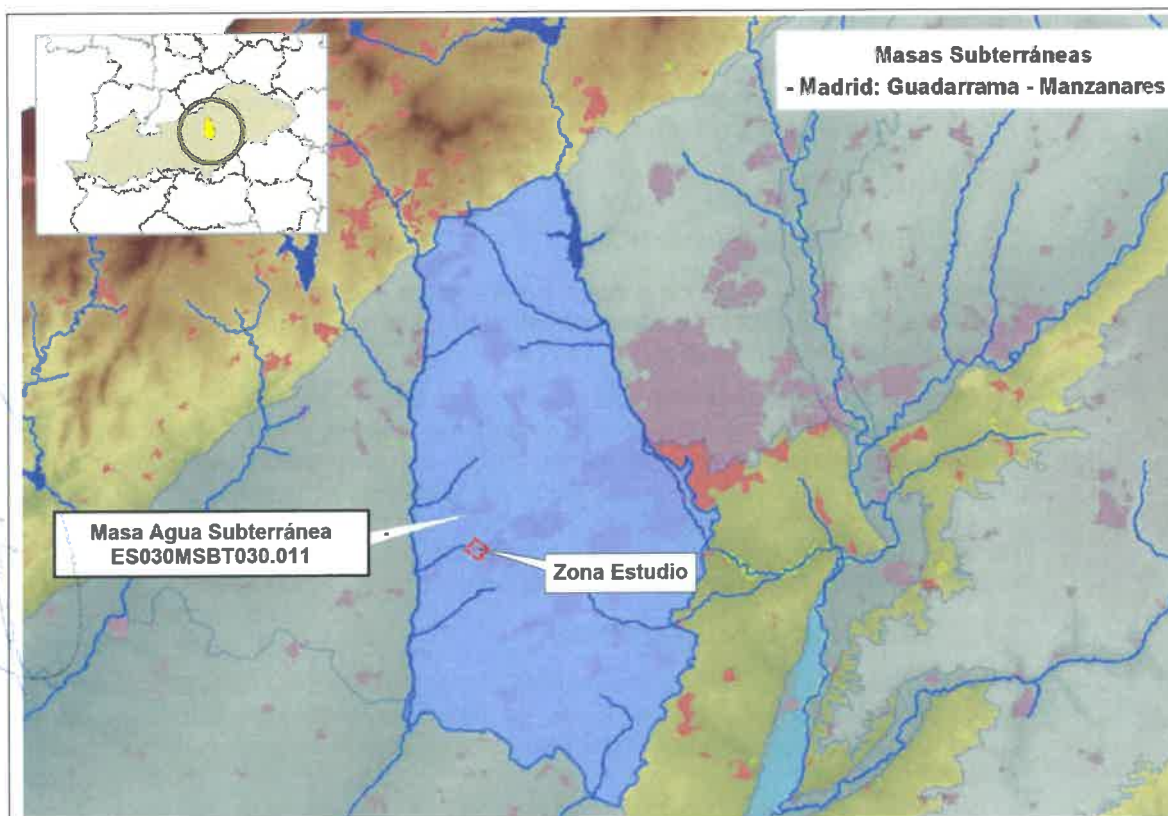 Masas Subterráneas
- Madrid: Guadarrama - Manzanares
Masa Agua Subterránea
ES030MSBT030.011
Zona Estudio